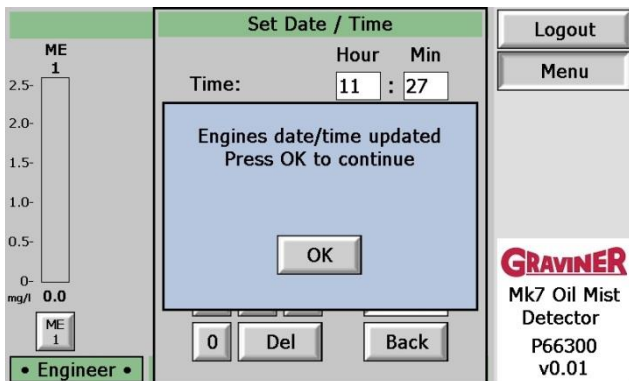 ME
1
2.5-
2.0-
1.5-
1.0-
0.5-
0-
mg/l 0.0
ME
1
• Engineer •
Set Date / Time
Hour Min
Time: 11 : 27
Engines date/time updated
Press OK to continue
OK
0 Del Back
Logout
Menu
GRAVINER
Mk7 Oil Mist
Detector
P66300
v0.01